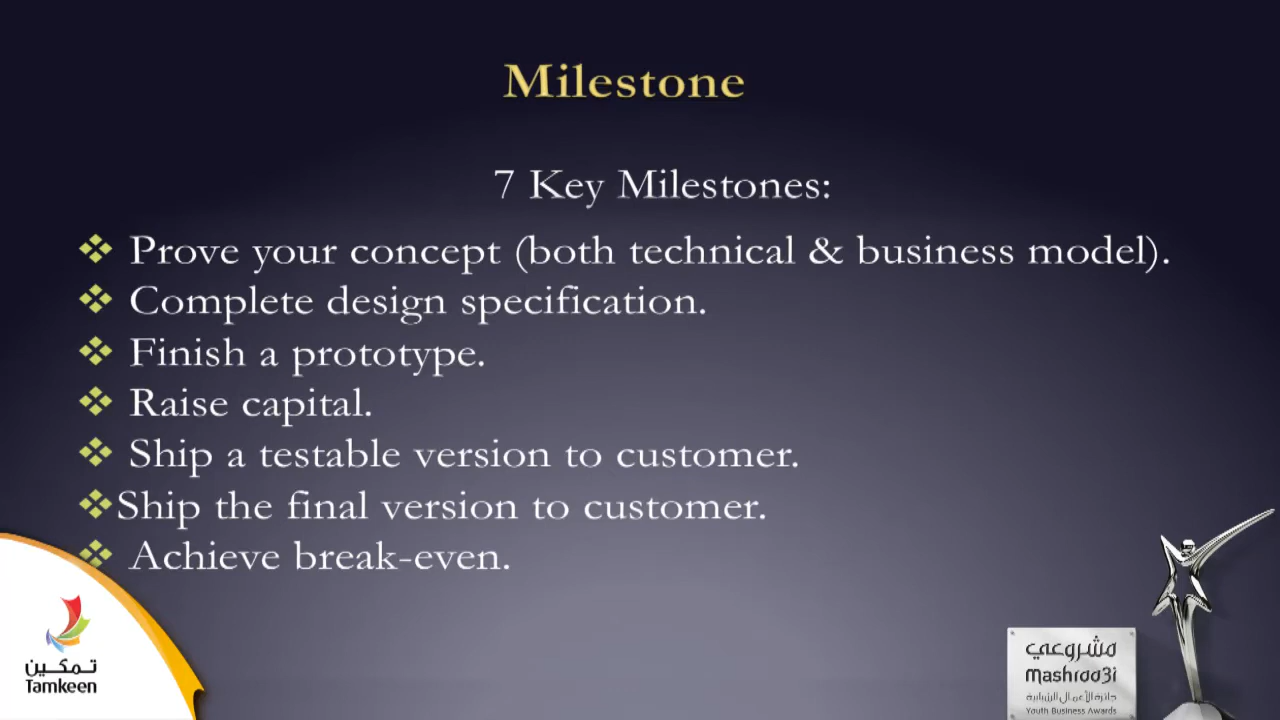 Milestone
7 Key Milestones:
❖ Prove your concept (both technical & business model).
❖ Complete design specification.
❖ Finish a prototype.
❖ Raise capital.
❖ Ship a testable version to customer.
❖Ship the final version to customer.
❖ Achieve break-even.
تمكين
Tamkeen
مشروعي
mashroo3i
جائزة الأعمال الشبابية
Youth Business Awards